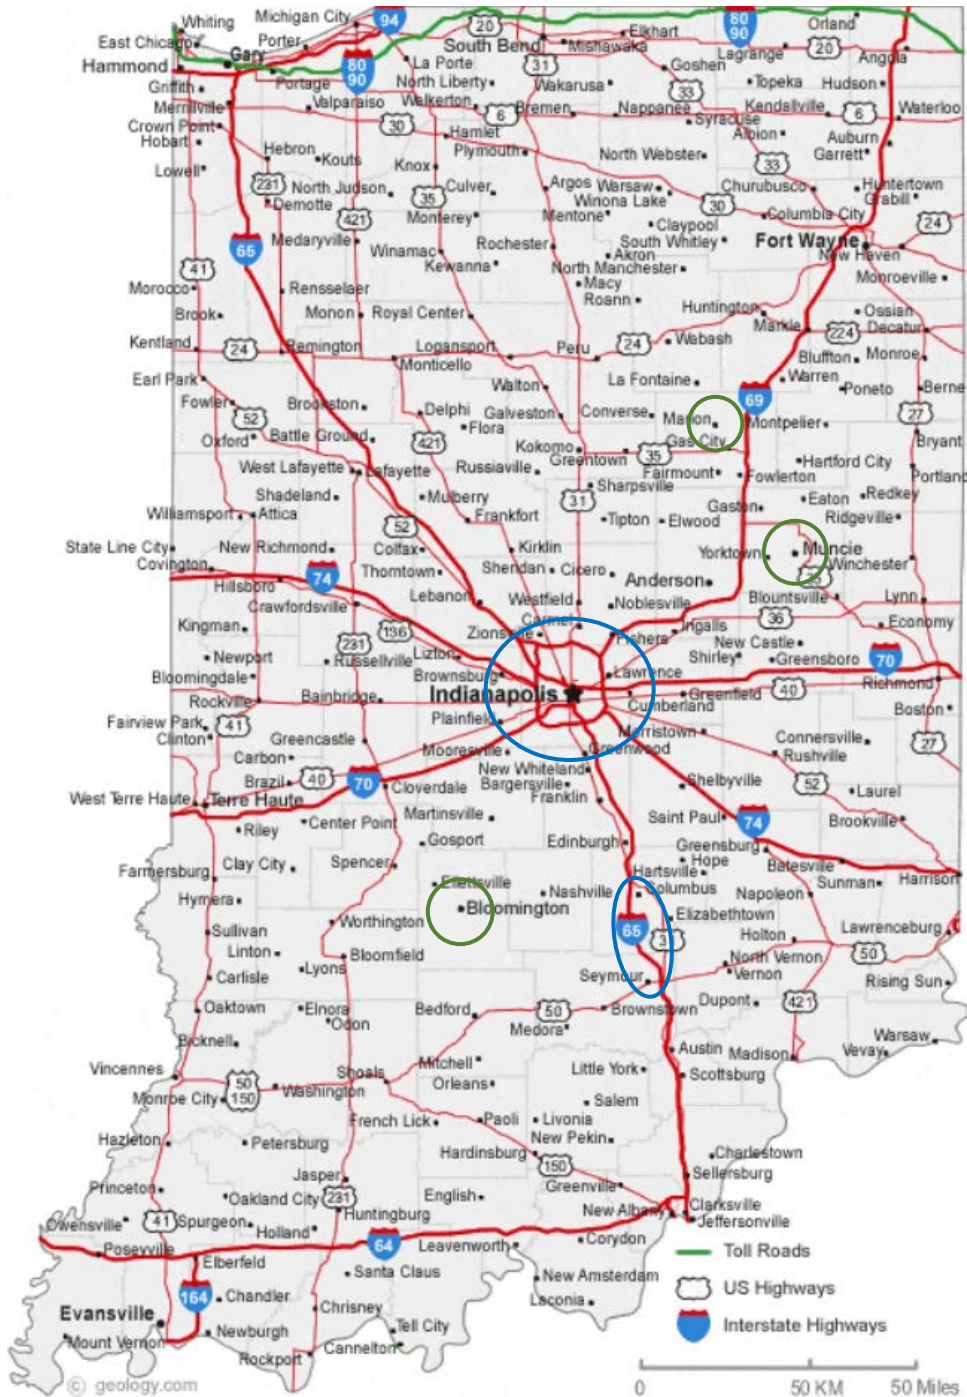 Whiting
Michigan City
94
20
Elkhart
80
90
Orland
East Chicago
Porter
South Bend
Mishawaka
Lagrange
20
Angola
Hammond
Gary
80
90
La Porte
31
Goshen
Griffith
Portage
North Liberty
Wakarusa
33
Topeka
Hudson
Merrillville
Valparaiso
Walkerton
6
Bremen
Nappanee
Kendallville
6
Waterloo
Crown Point
30
Hamlet
Syracuse
Albion
Auburn
Hobart
Hebron
Kouts
Plymouth
North Webster
33
Garrett
Lowell
Knox
231
North Judson
35
Culver
Argos
Warsaw
Churubusco
Huntertown
Demotte
Winona Lake
30
Grabill
421
Monterey
Mentone
Claypool
Columbia City
24
65
Medaryville
Winamac
Rochester
South Whitley
Fort Wayne
41
Kewanna
Akron
New Haven
North Manchester
Monroeville
Morocco
Rensselaer
Macy
Roann
Brook
Monon
Royal Center
Huntington
Ossian
Markle
224
Decatur
Kentland
24
Remington
Logansport
Peru
24
Wabash
Monticello
Bluffton
Monroe
Earl Park
Walton
La Fontaine
Warren
Poneto
Berne
Fowler
Brookston
Delphi
Galveston
Converse
69
27
52
Flora
Marion
Montpelier
Oxford
Battle Ground
421
Kokomo
Gas City
Bryant
Greentown
35
West Lafayette
Lafayette
Russiaville
Fairmount
Fowlerton
Hartford City
Portland
Sharpsville
Shadeland
Mulberry
31
Gaston
Eaton
Redkey
Williamsport
Attica
52
Frankfort
Tipton
Elwood
Ridgeville
State Line City
New Richmond
Colfax
Kirklin
Yorktown
Muncie
Covington
74
Thorntown
Sheridan
Cicero
Anderson
35
Winchester
Hillsboro
Lebanon
Westfield
Noblesville
Blountsville
Lynn
Crawfordsville
Carmel
36
Kingman
136
Zionsville
Fishers
Ingalls
Economy
231
Lizton
New Castle
Newport
Russellville
Shirley
Greensboro
70
Bloomingdale
Brownsburg
Lawrence
Richmond
Rockville
Bainbridge
Indianapolis
Greenfield
40
Cumberland
Boston
Fairview Park
41
Plainfield
Morristown
Connersville
27
Clinton
Greencastle
Mooresville
Greenwood
Rushville
Carbon
New Whiteland
Brazil
40
70
Cloverdale
Bargersville
Shelbyville
52
Laurel
West Terre Haute
Terre Haute
Franklin
Riley
Center Point
Martinsville
Saint Paul
74
Brookville
Gosport
Edinburgh
Greensburg
Farmersburg
Clay City
Spencer
Hope
Batesville
Hartsville
Sunman
Harrison
Ellettsville
Nashville
Columbus
Napoleon
Hymera
Bloomington
Worthington
Elizabethtown
Sullivan
65
3
Holton
Lawrenceburg
Linton
Bloomfield
50
Carlisle
Lyons
Seymour
North Vernon
Vernon
Rising Sun
Oaktown
Elnora
Bedford
50
Brownstown
Dupont
421
Odon
Medora
Bicknell
Warsaw
Mitchell
Austin
Madison
Vevay
Vincennes
Shoals
Little York
50
150
Washington
Orleans
Scottsburg
Monroe City
Salem
French Lick
Paoli
Livonia
Hazleton
Petersburg
New Pekin
Hardinsburg
Charlestown
150
Jasper
Sellersburg
Princeton
Oakland City
231
English
Greenville
Clarksville
Owensville
41
Spurgeon
Huntingburg
New Albany
Jeffersonville
Holland
64
Poseyville
Leavenworth
Corydon
Toll Roads
Elberfeld
Santa Claus
New Amsterdam
US Highways
164
Chandler
Chrisney
Laconia
Evansville
Interstate Highways
Mount Vernon
Newburgh
Tell City
Cannelton
Rockport
© geology.com
0
50 KM
50 Miles